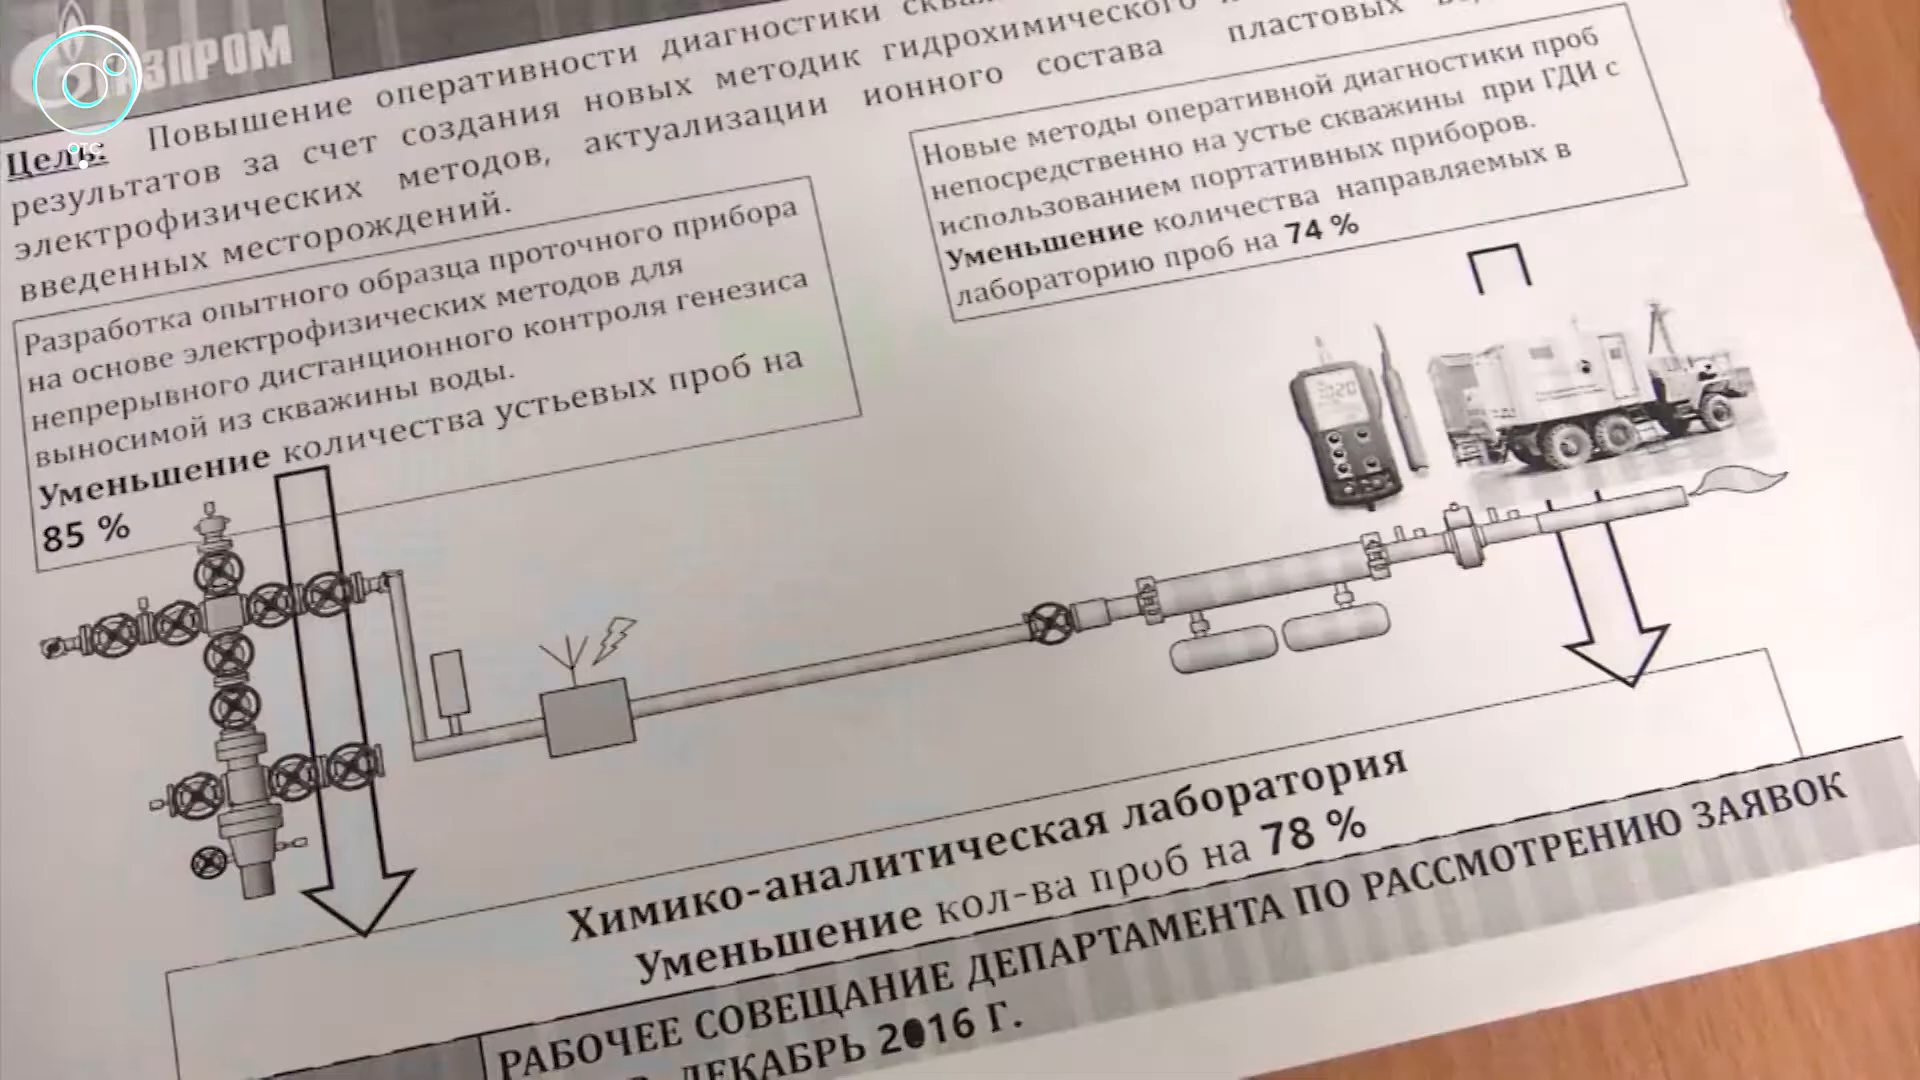 ГАЗПРОМ
ОТС
Цель: Повышение оперативности диагностики
результатов за счет создания новых методик гидрохимического
электрофизических методов, актуализации ионного состава пластовых
введенных месторождений.
Разработка опытного образца проточного прибора
на основе электрофизических методов для
непрерывного дистанционного контроля генезиса
выносимой из скважины воды.
Уменьшение количества устьевых проб на
85 %
Новые методы оперативной диагностики проб
непосредственно на устье скважины при ГДИ с
использованием портативных приборов.
Уменьшение количества направляемых в
лабораторию проб на 74 %
Химико-аналитическая лаборатория
Уменьшение кол-ва проб на 78 %
РАБОЧЕЕ СОВЕЩАНИЕ ДЕПАРТАМЕНТА ПО РАССМОТРЕНИЮ ЗАЯВОК
ДЕКАБРЬ 2016 Г.